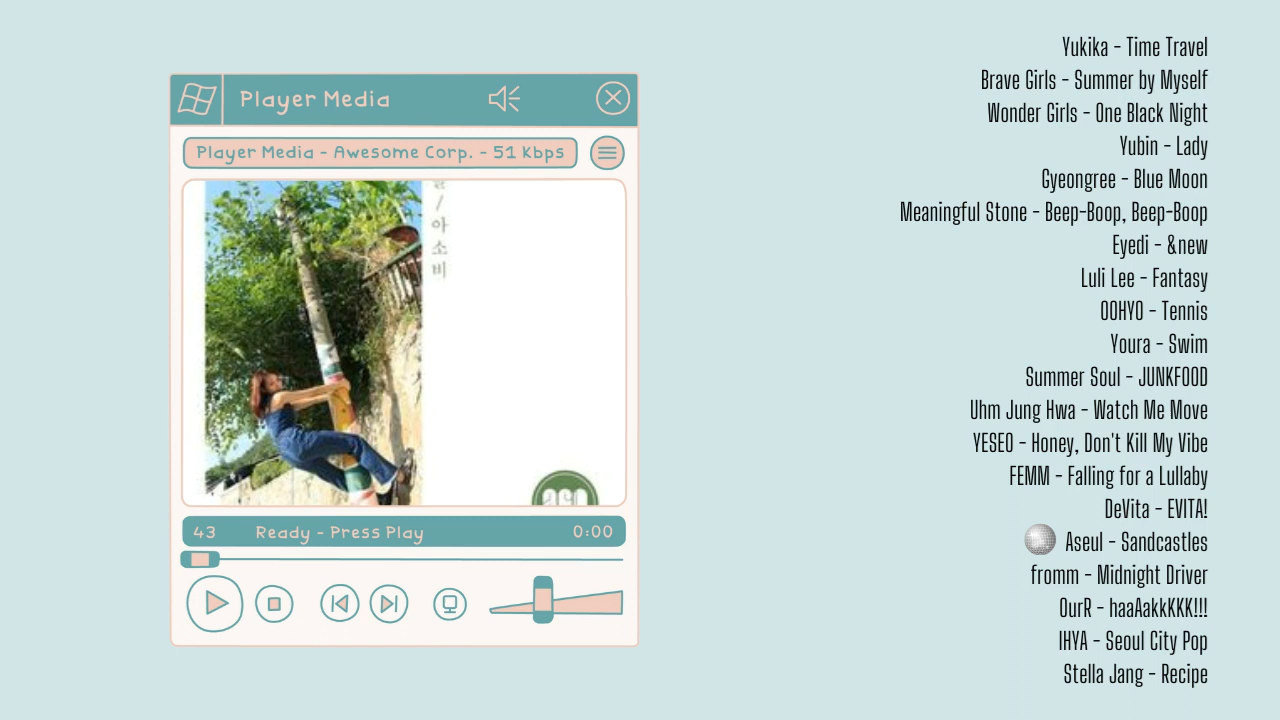 Player Media
Player Media - Awesome Corp. - 51 Kbps
/ 아소비
43 Ready - Press Play 0:00
Yukika - Time Travel
Brave Girls - Summer by Myself
Wonder Girls - One Black Night
Yubin - Lady
Gyeongree - Blue Moon
Meaningful Stone - Beep-Boop, Beep-Boop
Eyedi - &new
Luli Lee - Fantasy
OOHYO - Tennis
Youra - Swim
Summer Soul - JUNKFOOD
Uhm Jung Hwa - Watch Me Move
YESEO - Honey, Don't Kill My Vibe
FEMM - Falling for a Lullaby
DeVita - EVITA!
Aseul - Sandcastles
fromm - Midnight Driver
OurR - haaAakkKKK!!!
IHYA - Seoul City Pop
Stella Jang - Recipe